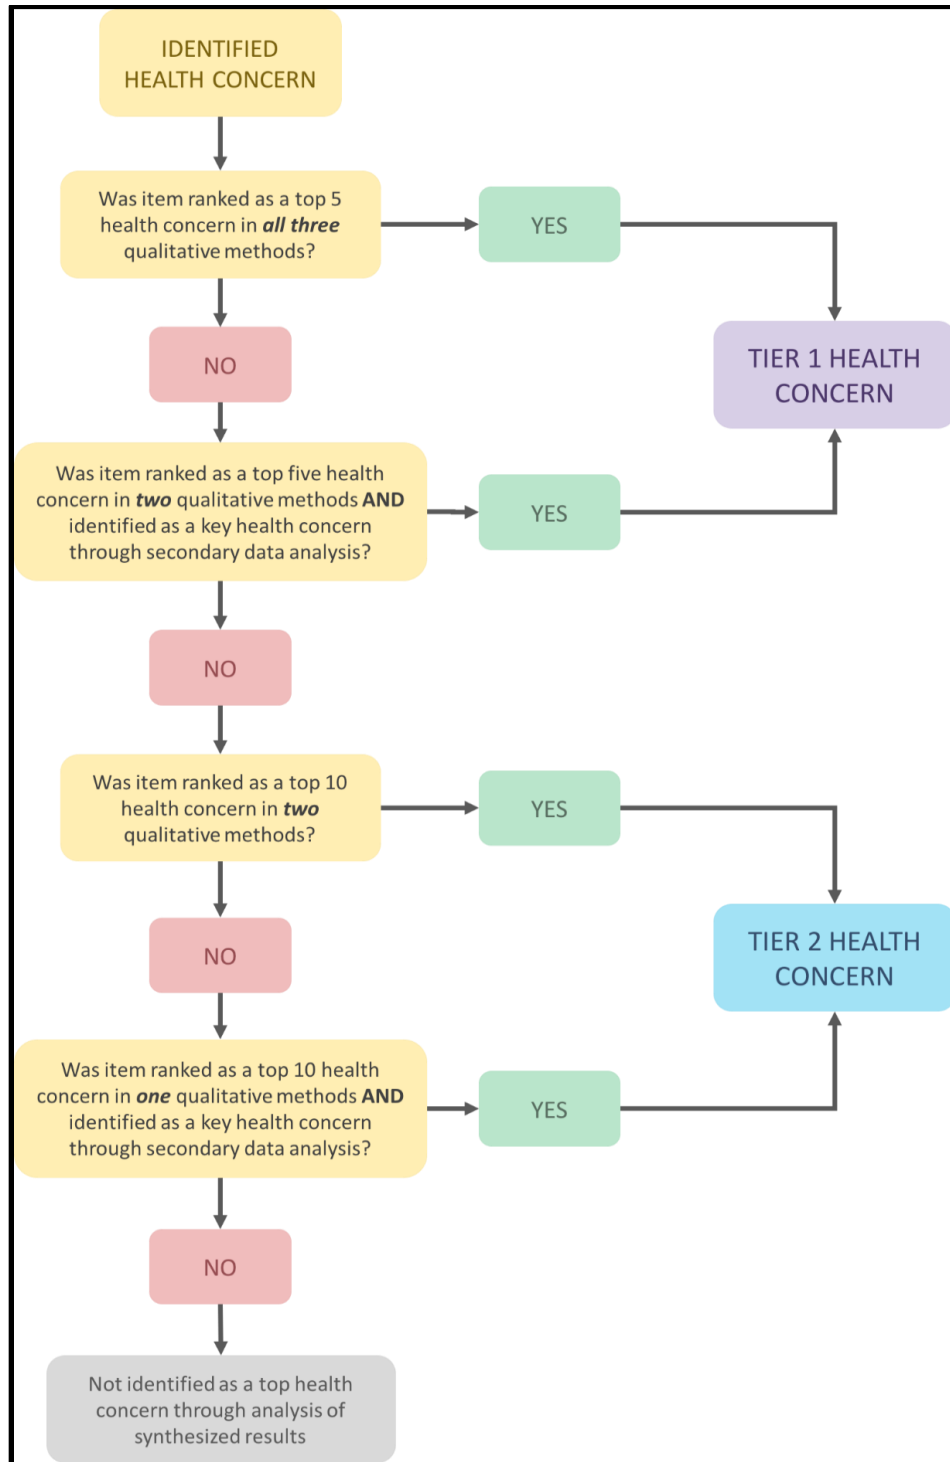 IDENTIFIED
HEALTH CONCERN
Was item ranked as a top 5
health concern in all three
qualitative methods?
YES
NO
TIER 1 HEALTH
CONCERN
Was item ranked as a top five health
concern in two qualitative methods AND
identified as a key health concern
through secondary data analysis?
YES
NO
Was item ranked as a top 10
health concern in two
qualitative methods?
YES
NO
TIER 2 HEALTH
CONCERN
Was item ranked as a top 10 health
concern in one qualitative methods AND
identified as a key health concern
through secondary data analysis?
YES
NO
Not identified as a top health
concern through analysis of
synthesized results